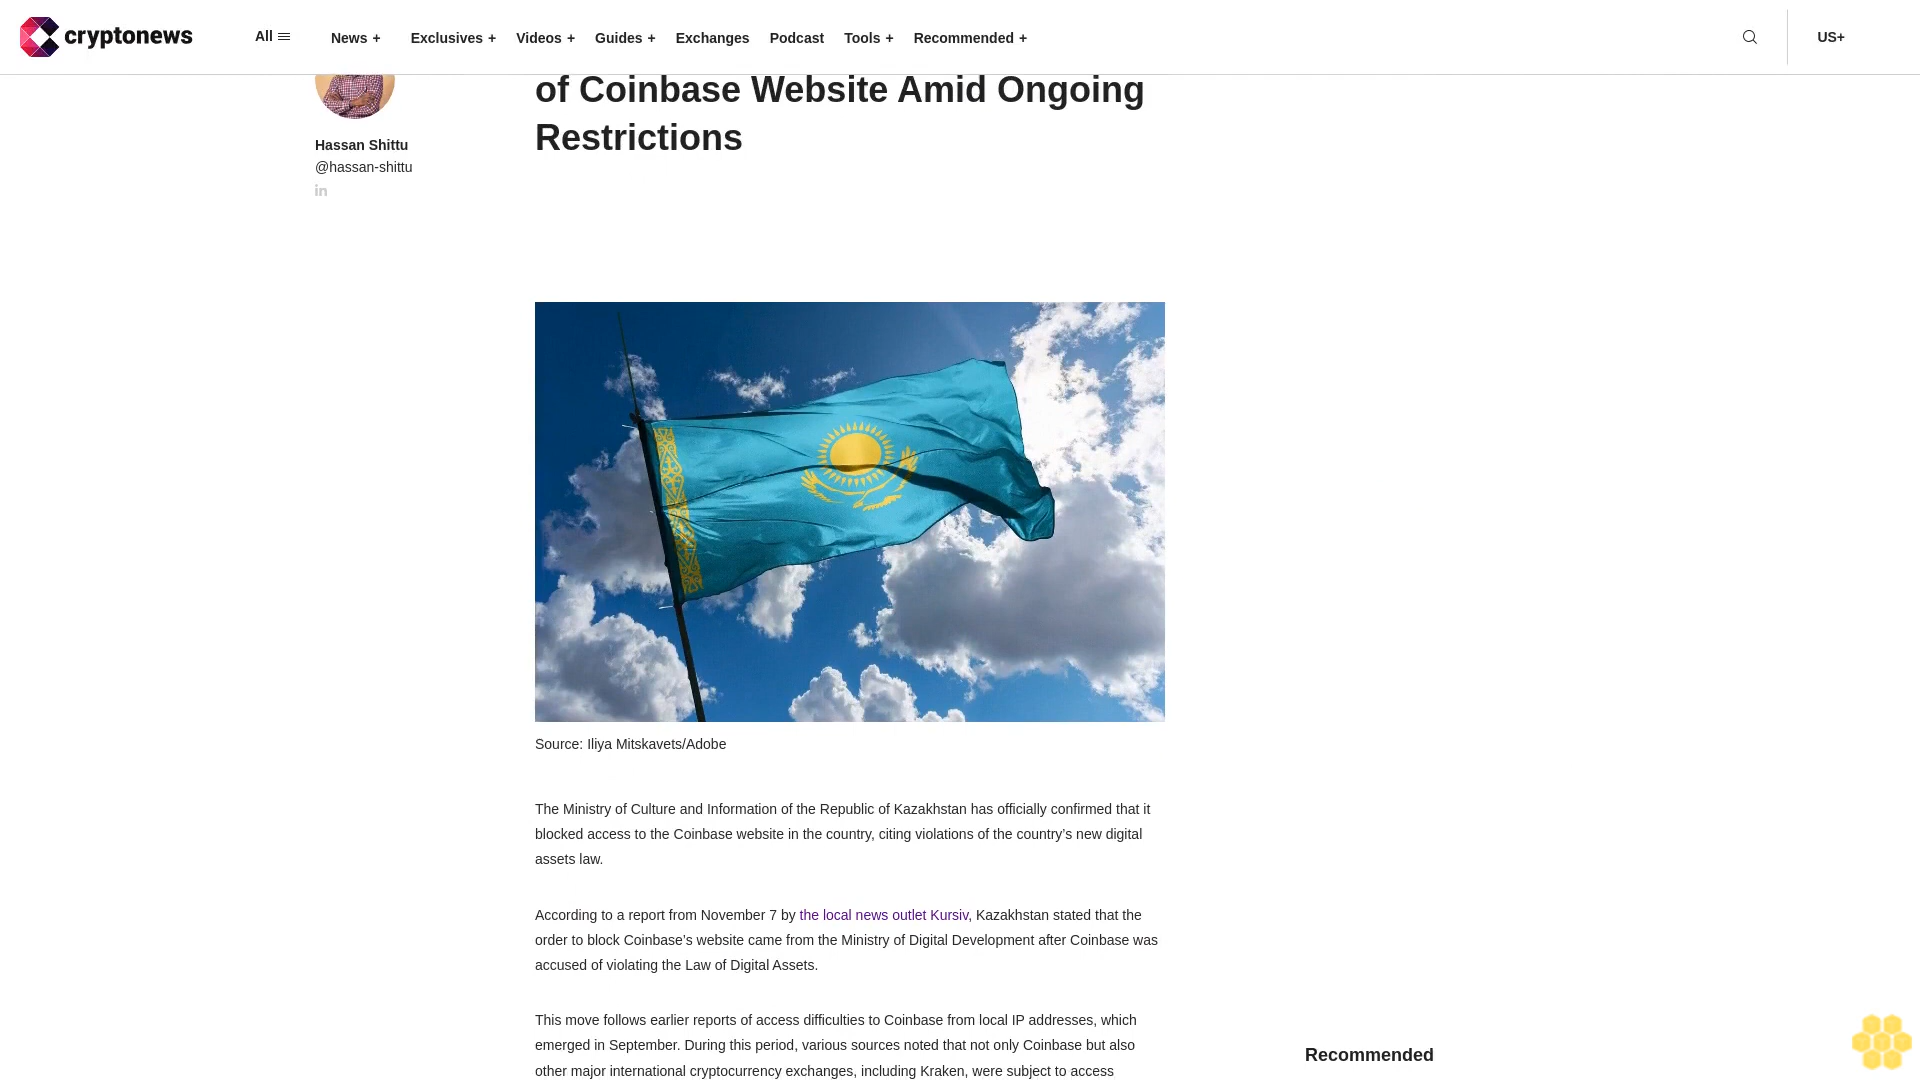 cryptonews
All
News +
Exclusives +
Videos +
Guides +
Exchanges
Podcast
Tools +
Recommended +
US+
Hassan Shittu
@hassan-shittu
in
of Coinbase Website Amid Ongoing
Restrictions
Source: Iliya Mitskavets/Adobe
The Ministry of Culture and Information of the Republic of Kazakhstan has officially confirmed that it
blocked access to the Coinbase website in the country, citing violations of the country’s new digital
assets law.
According to a report from November 7 by the local news outlet Kursiv, Kazakhstan stated that the
order to block Coinbase’s website came from the Ministry of Digital Development after Coinbase was
accused of violating the Law of Digital Assets.
This move follows earlier reports of access difficulties to Coinbase from local IP addresses, which
emerged in September. During this period, various sources noted that not only Coinbase but also
other major international cryptocurrency exchanges, including Kraken, were subject to access
Recommended